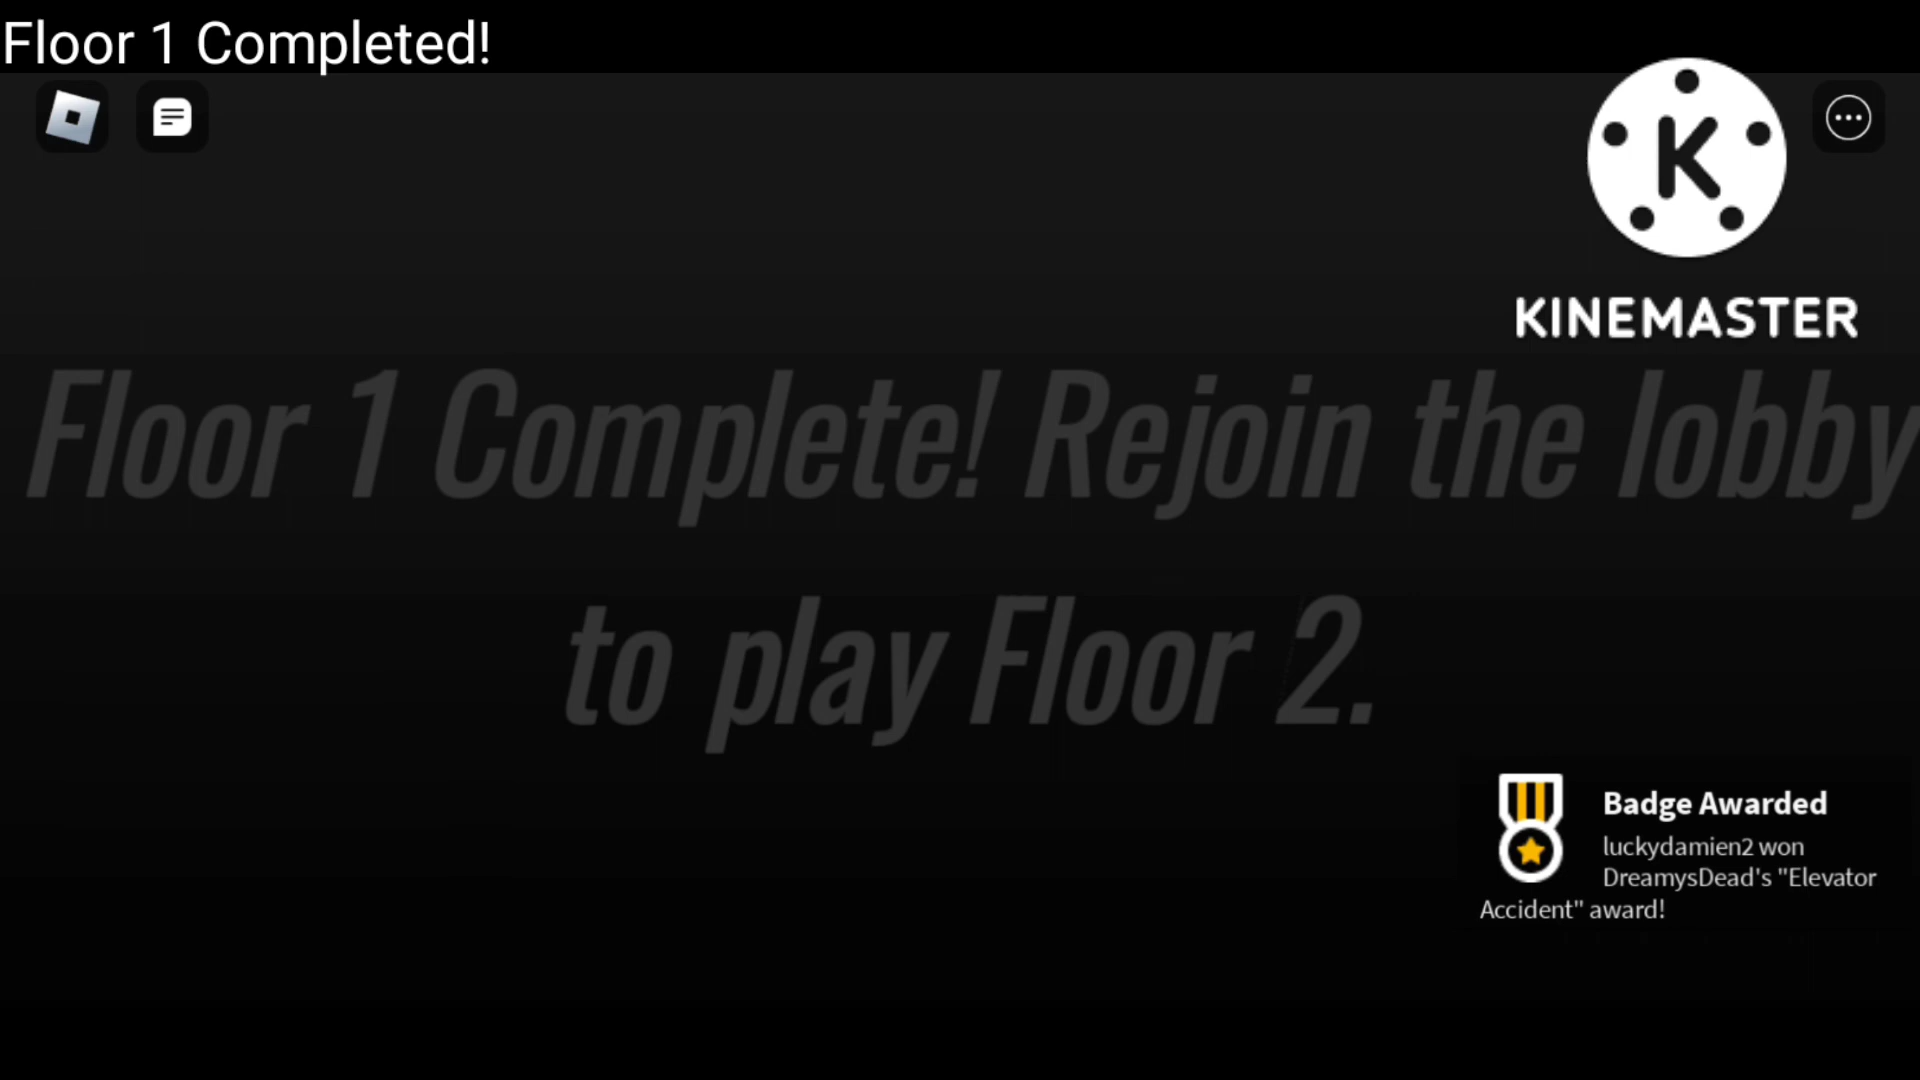 Floor 1 Completed!
K
KINEMASTER
Floor 1 Complete! Rejoin the lobby
to play Floor 2.
Badge Awarded
luckydamien2 won
DreamysDead's "Elevator
Accident" award!